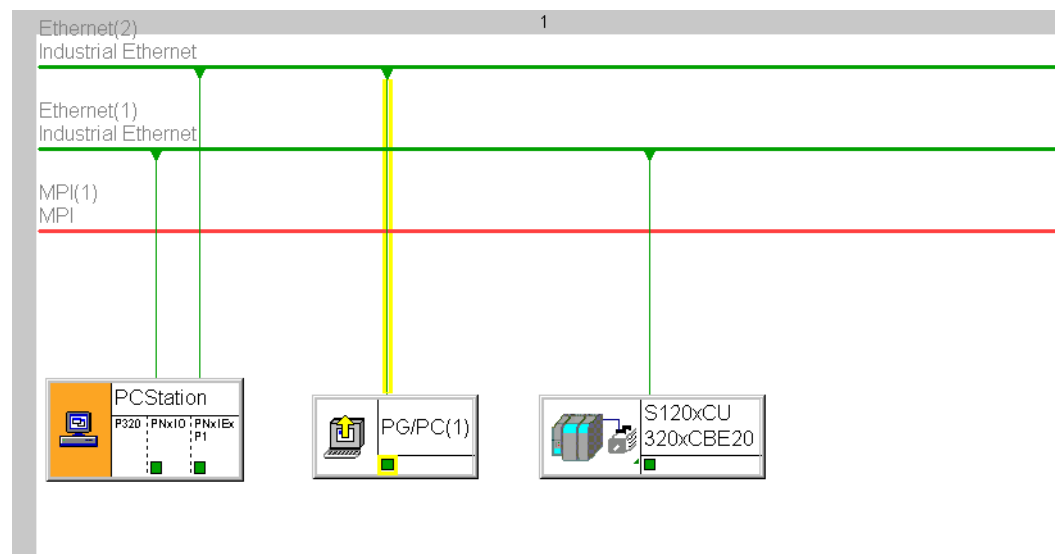 1
Ethernet(2)
Industrial Ethernet
Ethernet(1)
Industrial Ethernet
MPI(1)
MPI
PCStation
P320 PNxIO PNxIEx
P1
PG/PC(1)
S120xCU
320xCBE20